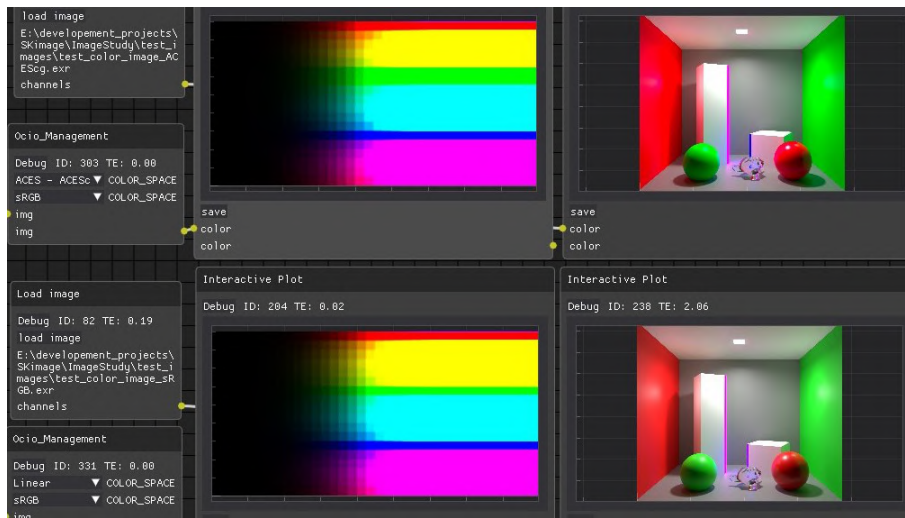 load image
E:\developement_projects\
SKimage\ImageStudy\test_i
mages\test_color_image_AC
EScg.exr
channels
Ocio_Management
Debug ID: 303 TE: 0.00
ACES - ACESc ▼ COLOR_SPACE
sRGB ▼ COLOR_SPACE
img
img
save
color
color
save
color
color
Load image
Debug ID: 82 TE: 0.19
load image
E:\developement_projects\
SKimage\ImageStudy\test_i
mages\test_color_image_sR
GB.exr
channels
Interactive Plot
Debug ID: 204 TE: 0.02
Interactive Plot
Debug ID: 238 TE: 2.06
Ocio_Management
Debug ID: 331 TE: 0.00
Linear ▼ COLOR_SPACE
sRGB ▼ COLOR_SPACE
img